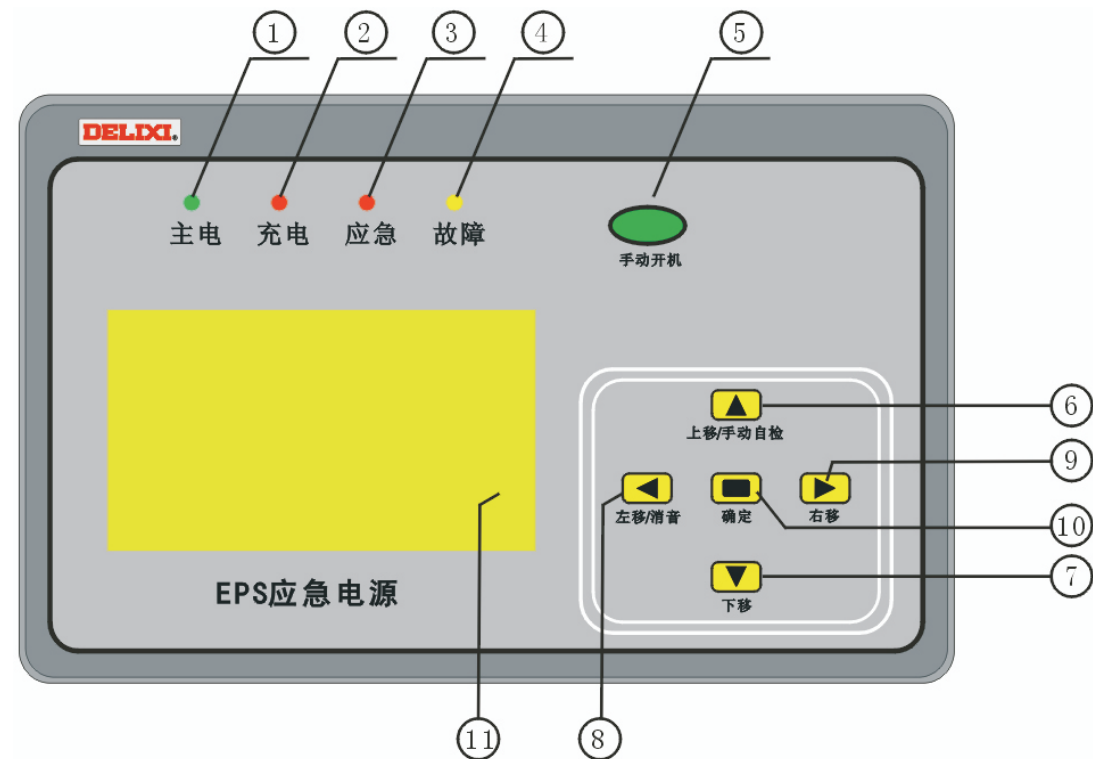 ① ② ③ ④ ⑤
DELIXI®
主电 充电 应急 故障
手动开机
⑥
上移/手动自检
⑨
左移/消音 确定 右移
⑩
⑦
下移
EPS应急电源
⑪ ⑧